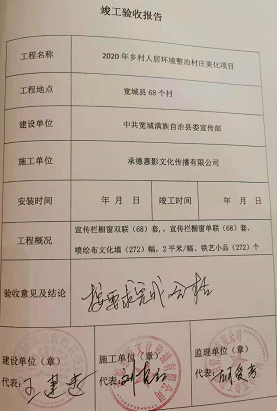 竣工验收报告
工程名称 2020年乡村人居环境整治村庄美化项目
工程地点 宽城县68个村
建设单位 中共宽城满族自治县委宣传部
施工单位 承德惠影文化传播有限公司
安装时间 年 月 日 竣工时间 年 月 日
工程概况 宣传栏橱窗双联(68)套、、宣传栏橱窗单联(68)套、
喷绘布文化墙(272)幅、2平米/幅、铁艺小品(272)个
验收意见及结论 按要求完成 合格
建设单位(章) 施工单位(章) 监理单位(章)
代表: 代表: 代表: